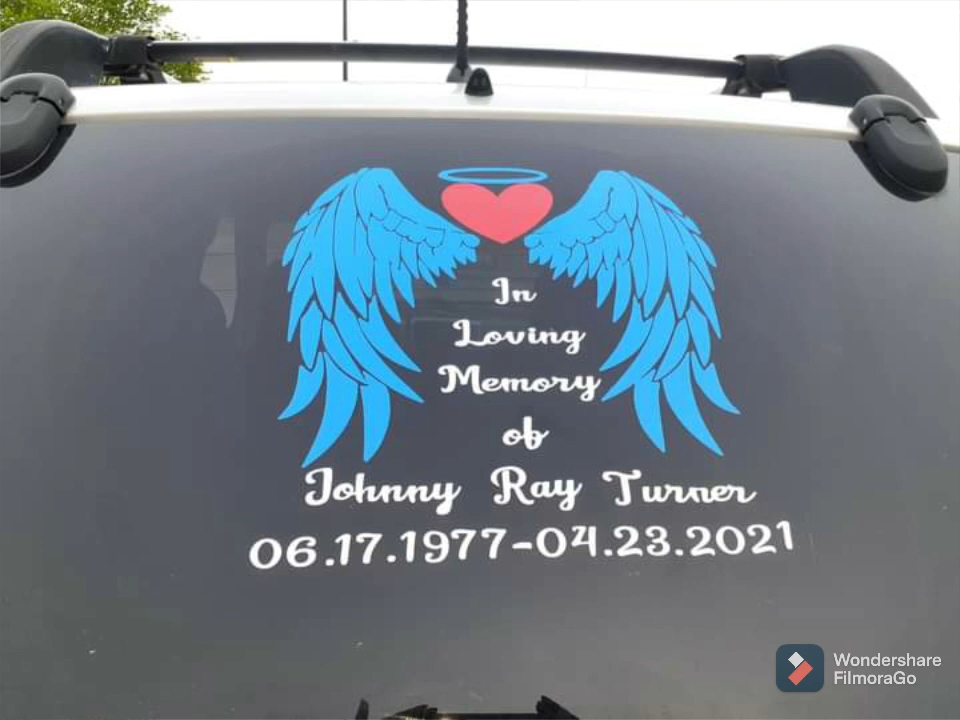 In
Loving
Memory
of
Johnny Ray Turner
06.17.1977-04.23.2021
Wondershare
FilmoraGo